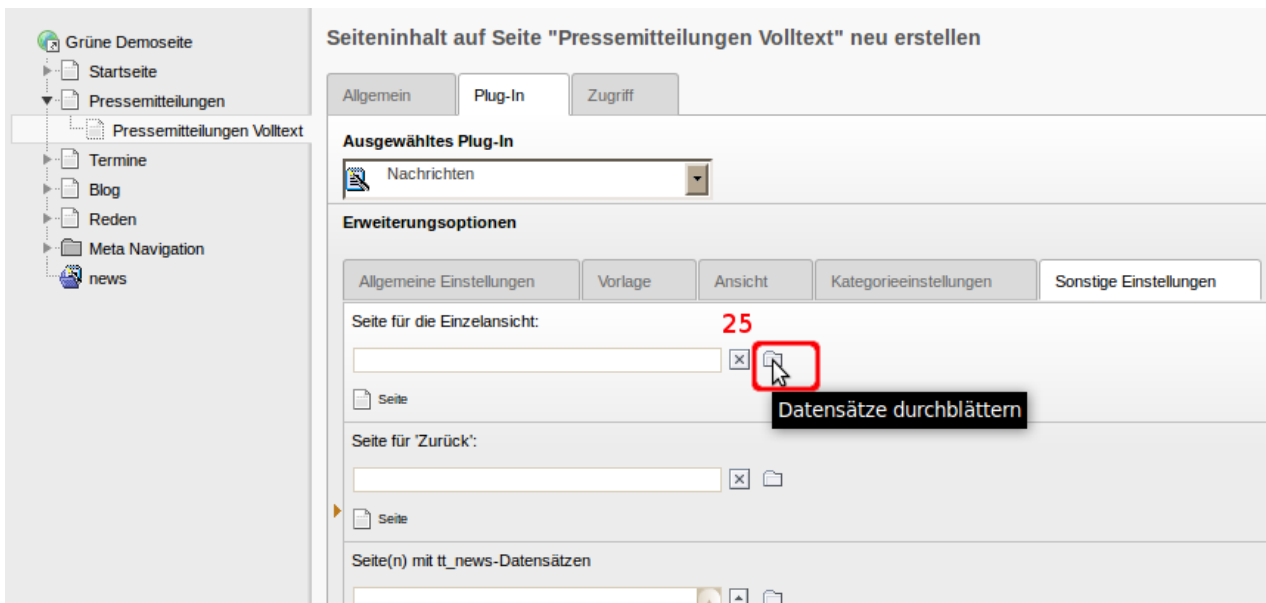 Grüne Demoseite
Startseite
Pressemitteilungen
Pressemitteilungen Volltext
Termine
Blog
Reden
Meta Navigation
news
Seiteninhalt auf Seite "Pressemitteilungen Volltext" neu erstellen
Allgemein Plug-In Zugriff
Ausgewähltes Plug-In
Nachrichten
Erweiterungsoptionen
Allgemeine Einstellungen Vorlage Ansicht Kategorieeinstellungen Sonstige Einstellungen
Seite für die Einzelansicht: 25
Seite
Datensätze durchblättern
Seite für 'Zurück':
Seite
Seite(n) mit tt_news-Datensätzen